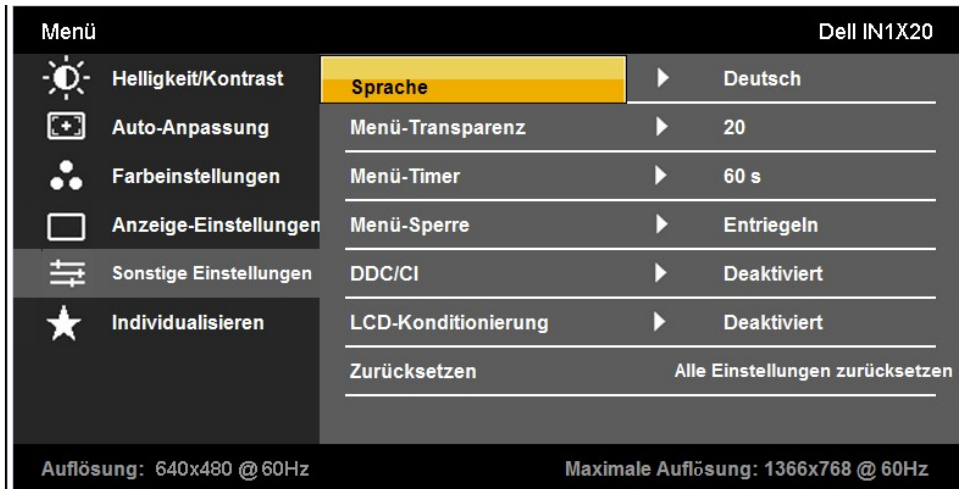 Menü Dell IN1X20
Helligkeit/Kontrast Sprache Deutsch
Auto-Anpassung Menü-Transparenz 20
Farbeinstellungen Menü-Timer 60 s
Anzeige-Einstellungen Menü-Sperre Entriegeln
Sonstige Einstellungen DDC/CI Deaktiviert
Individualisieren LCD-Konditionierung Deaktiviert
Zurücksetzen Alle Einstellungen zurücksetzen
Auflösung: 640x480 @60Hz Maximale Auflösung: 1366x768 @ 60Hz